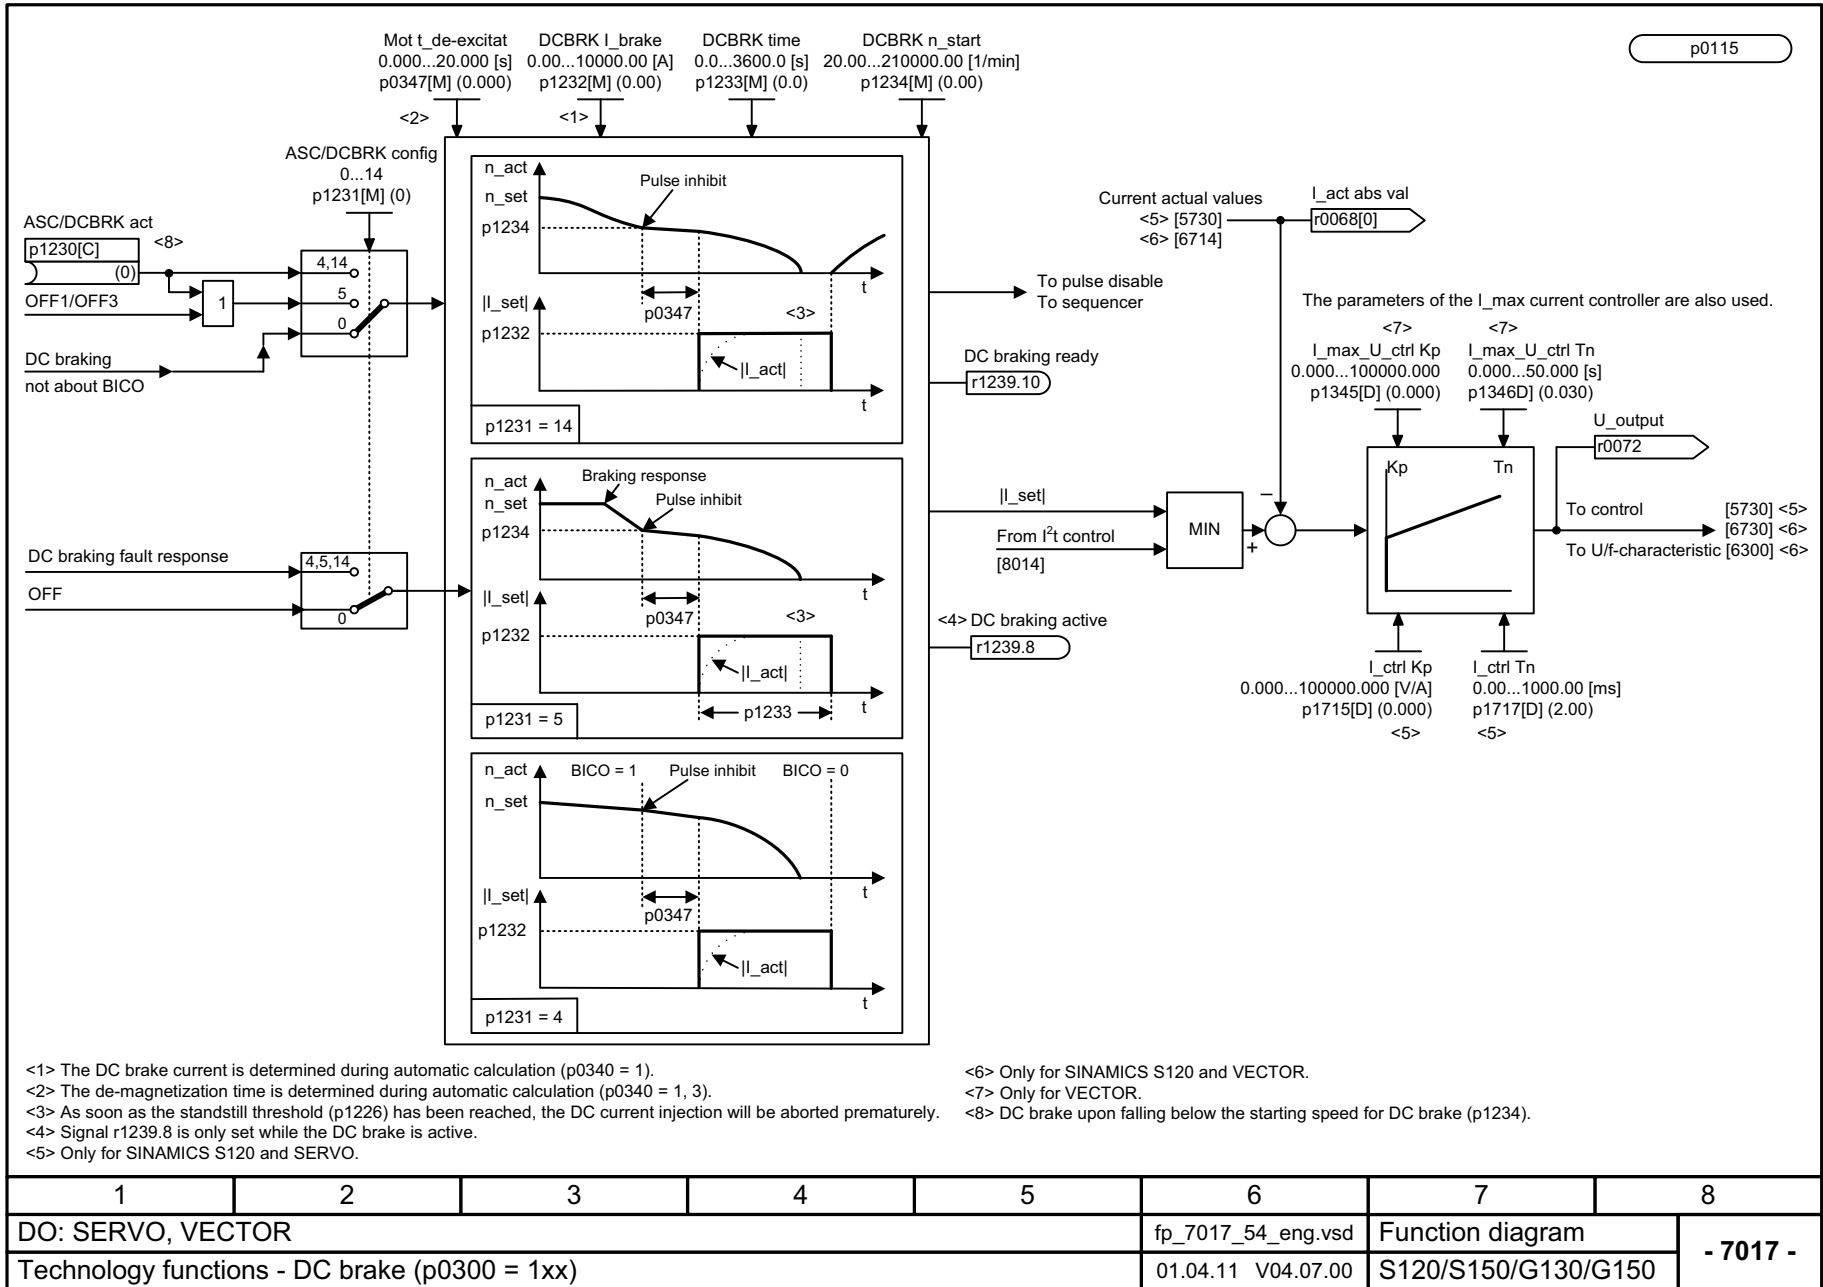 Mot t_de-excitat
0.000...20.000 [s]
p0347[M] (0.000)
<2>
DCBRK I_brake
0.00...10000.00 [A]
p1232[M] (0.00)
<1>
DCBRK time
0.0...3600.0 [s]
p1233[M] (0.0)
DCBRK n_start
20.00...210000.00 [1/min]
p1234[M] (0.00)
p0115
ASC/DCBRK config
0...14
p1231[M] (0)
ASC/DCBRK act
p1230[C]
<8>
(0)
OFF1/OFF3
1
4,14
5
0
DC braking
not about BICO
DC braking fault response
OFF
4,5,14
0
n_act
n_set
p1234
Pulse inhibit
t
|I_set|
p0347
<3>
p1232
|I_act|
t
p1231 = 14
n_act
n_set
p1234
Braking response
Pulse inhibit
t
|I_set|
p0347
<3>
p1232
|I_act|
p1233
t
p1231 = 5
n_act
n_set
BICO = 1
Pulse inhibit
BICO = 0
t
|I_set|
p0347
p1232
|I_act|
t
p1231 = 4
To pulse disable
To sequencer
DC braking ready
r1239.10
|I_set|
From I²t control
[8014]
<4> DC braking active
r1239.8
Current actual values
<5> [5730]
<6> [6714]
I_act abs val
r0068[0]
MIN
–
+
The parameters of the I_max current controller are also used.
<7>
I_max_U_ctrl Kp
0.000...100000.000
p1345[D] (0.000)
<7>
I_max_U_ctrl Tn
0.000...50.000 [s]
p1346D] (0.030)
Kp
Tn
U_output
r0072
To control
[5730] <5>
[6730] <6>
To U/f-characteristic [6300] <6>
I_ctrl Kp
0.000...100000.000 [V/A]
p1715[D] (0.000)
<5>
I_ctrl Tn
0.00...1000.00 [ms]
p1717[D] (2.00)
<5>
<1> The DC brake current is determined during automatic calculation (p0340 = 1).
<2> The de-magnetization time is determined during automatic calculation (p0340 = 1, 3).
<3> As soon as the standstill threshold (p1226) has been reached, the DC current injection will be aborted prematurely.
<4> Signal r1239.8 is only set while the DC brake is active.
<5> Only for SINAMICS S120 and SERVO.
<6> Only for SINAMICS S120 and VECTOR.
<7> Only for VECTOR.
<8> DC brake upon falling below the starting speed for DC brake (p1234).
1 2 3 4 5 6 7 8
DO: SERVO, VECTOR
fp_7017_54_eng.vsd
Function diagram
- 7017 -
Technology functions - DC brake (p0300 = 1xx)
01.04.11 V04.07.00
S120/S150/G130/G150